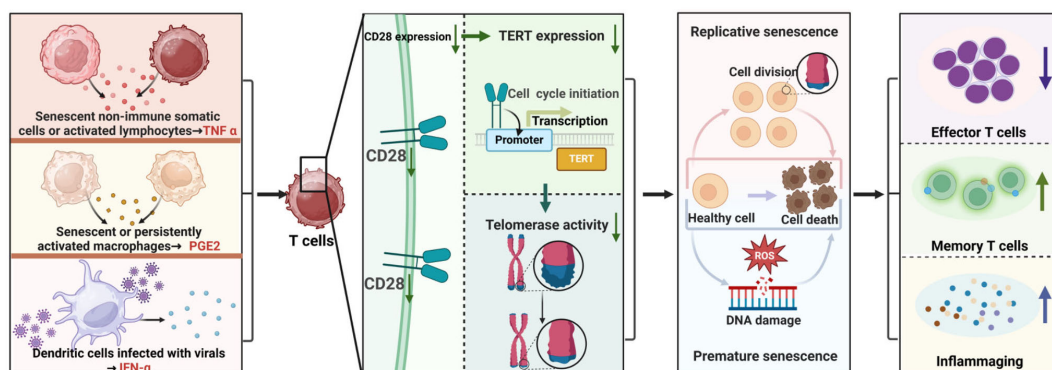 Senescent non-immune somatic
cells or activated lymphocytes→TNF α
Senescent or persistently
activated macrophages→ PGE2
Dendritic cells infected with virals
→IFN-α
T cells
CD28 expression
TERT expression
CD28
CD28
Cell cycle initiation
Transcription
Promoter
TERT
Telomerase activity
Replicative senescence
Cell division
Healthy cell
Cell death
ROS
DNA damage
Premature senescence
Effector T cells
Memory T cells
Inflammaging